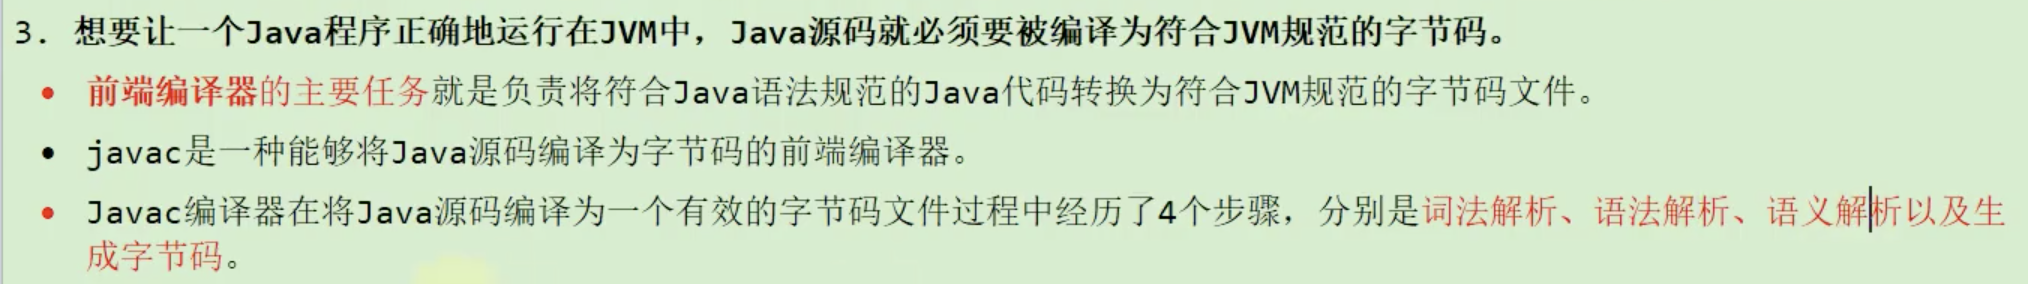 3. 想要让一个Java程序正确地运行在JVM中，Java源码就必须要被编译为符合JVM规范的字节码。
• 前端编译器的主要任务就是负责将符合Java语法规范的Java代码转换为符合JVM规范的字节码文件。
• javac是一种能够将Java源码编译为字节码的前端编译器。
• Javac编译器在将Java源码编译为一个有效的字节码文件过程中经历了4个步骤，分别是词法解析、语法解析、语义解析以及生
成字节码。